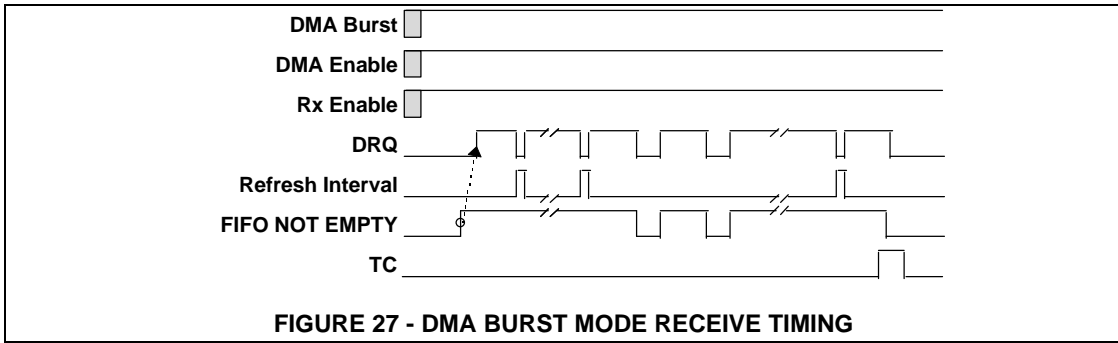 DMA Burst
DMA Enable
Rx Enable
DRQ
Refresh Interval
FIFO NOT EMPTY
TC
FIGURE 27 - DMA BURST MODE RECEIVE TIMING